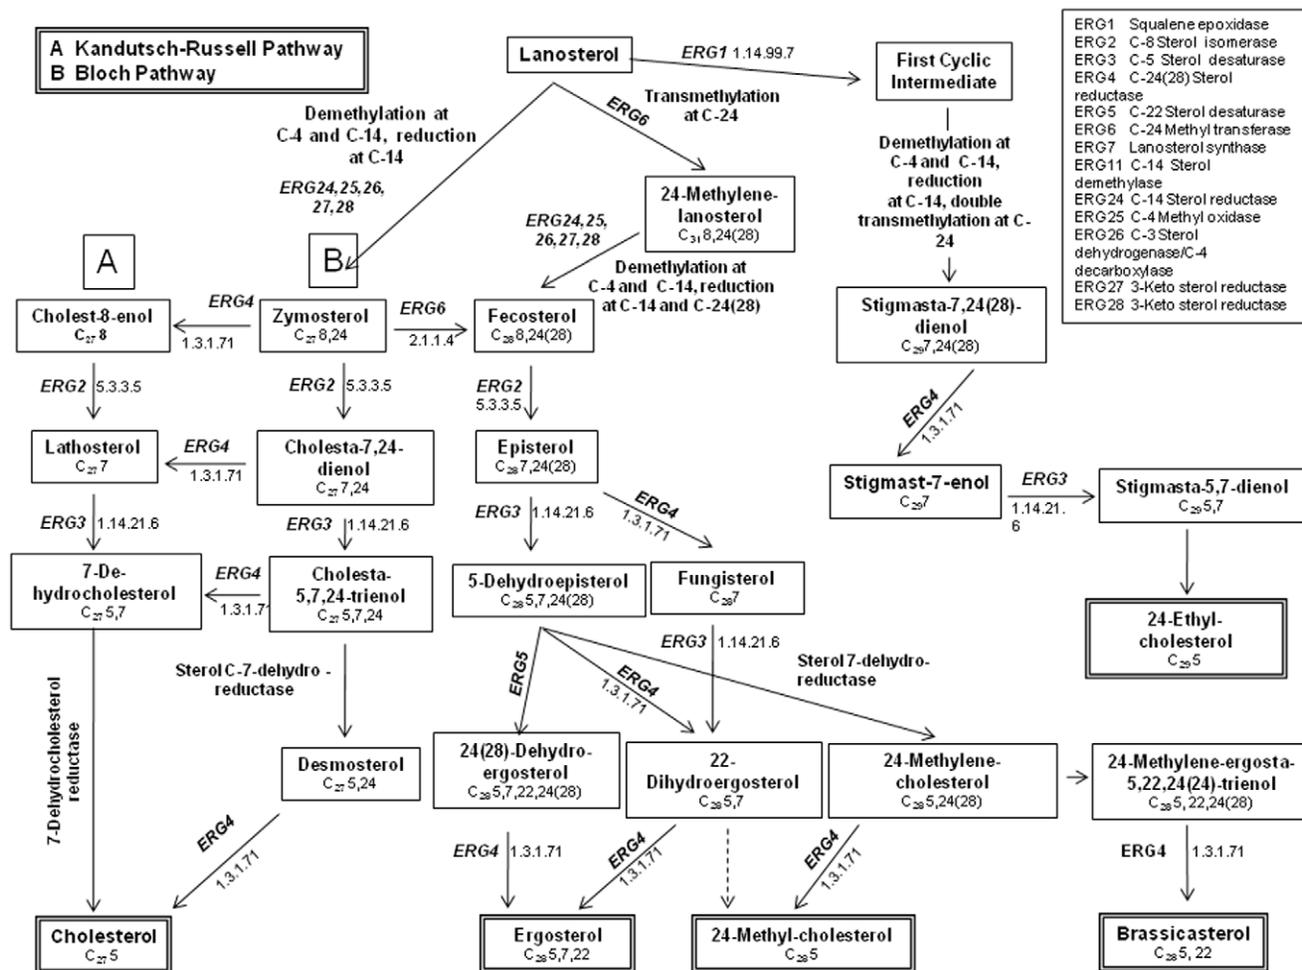 A Kandutsch-Russell Pathway
B Bloch Pathway
Lanosterol
ERG1 1.14.99.7
First Cyclic
Intermediate
ERG1 Squalene epoxidase
ERG2 C-8 Sterol isomerase
ERG3 C-5 Sterol desaturase
ERG4 C-24(28) Sterol
reductase
ERG5 C-22 Sterol desaturase
ERG6 C-24 Methyl transferase
ERG7 Lanosterol synthase
ERG11 C-14 Sterol
demethylase
ERG24 C-14 Sterol reductase
ERG25 C-4 Methyl oxidase
ERG26 C-3 Sterol
dehydrogenase/C-4
decarboxylase
ERG27 3-Keto sterol reductase
ERG28 3-Keto sterol reductase
Demethylation at
C-4 and C-14, reduction
at C-14
ERG24,25,26,
27,28
ERG6
Transmethylation
at C-24
24-Methylene-
lanosterol
C₃₁ 8,24(28)
ERG24,25,
26,27,28
Demethylation at
C-4 and C-14, reduction
at C-14 and C-24(28)
Demethylation at
C-4 and C-14,
reduction
at C-14, double
transmethylation at C-
24
A
B
Cholest-8-enol
C₂₇ 8
ERG4
1.3.1.71
Zymosterol
C₂₇ 8,24
ERG6
2.1.1.4
Fecosterol
C₂₈ 8,24(28)
Stigmasta-7,24(28)-
dienol
C₂₉7,24(28)
ERG2 5.3.3.5
ERG2 5.3.3.5
ERG2
5.3.3.5
ERG4
1.3.1.71
Lathosterol
C₂₇ 7
ERG4
1.3.1.71
Cholesta-7,24-
dienol
C₂₇ 7,24
Episterol
C₂₈7,24(28)
Stigmast-7-enol
C₂₉7
ERG3
1.14.21.
6
Stigmasta-5,7-dienol
C₂₉ 5,7
ERG3 1.14.21.6
ERG3 1.14.21.6
ERG3 1.14.21.6
ERG4
1.3.1.71
7-De-
hydrocholesterol
C₂₇ 5,7
ERG4
1.3.1.7
Cholesta-
5,7,24-trienol
C₂₇ 5,7,24
5-Dehydroepisterol
C₂₈ 5,7,24(28)
Fungisterol
C₂₈7
24-Ethyl-
cholesterol
C₂₉ 5
7-Dehydrocholesterol
reductase
Sterol C-7-dehydro -
reductase
ERG5
ERG4
1.3.1.71
ERG3 1.14.21.6
Sterol 7-dehydro-
reductase
Desmosterol
C₂₇ 5,24
24(28)-Dehydro-
ergosterol
C₂₈ 5,7,22,24(28)
22-
Dihydroergosterol
C₂₈ 5,7
24-Methylene-
cholesterol
C₂₈ 5,24(28)
24-Methylene-ergosta-
5,22,24(24)-trienol
C₂₈ 5, 22,24(28)
ERG4
1.3.1.71
ERG4 1.3.1.71
ERG4
1.3.1.71
ERG4
1.3.1.71
ERG4 1.3.1.71
Cholesterol
C₂₇ 5
Ergosterol
C₂₈ 5,7,22
24-Methyl-cholesterol
C₂₈ 5
Brassicasterol
C₂₈ 5, 22